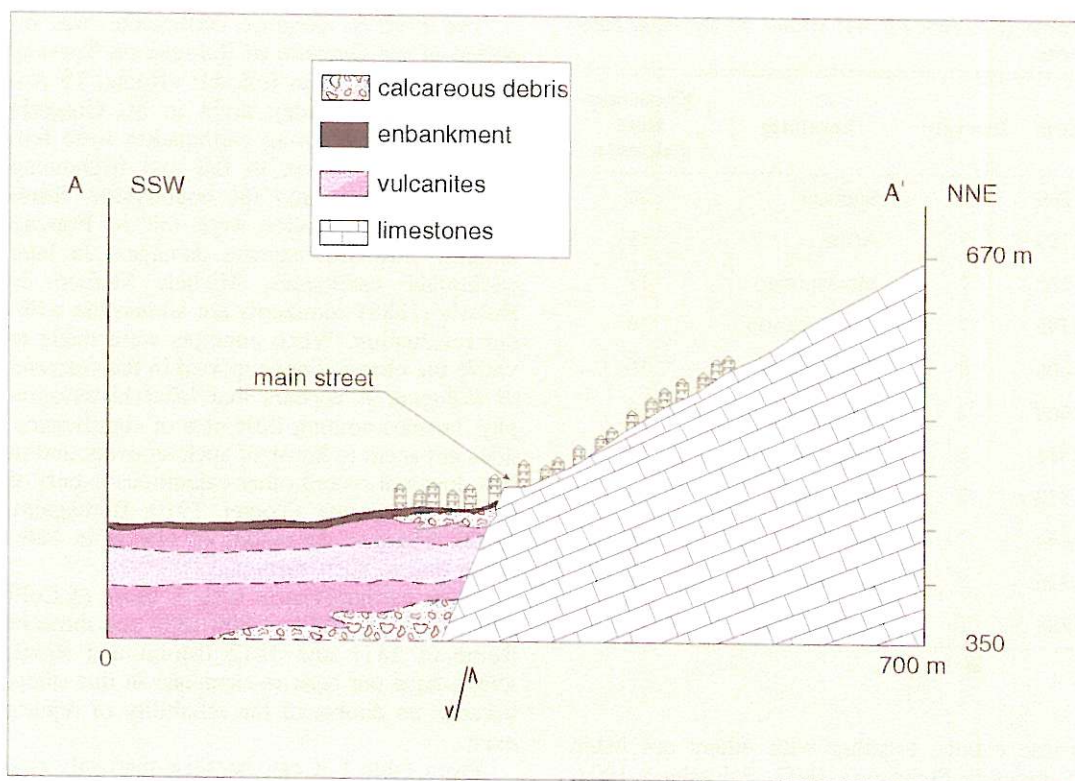 calcareous debris
enbankment
vulcanites
limestones
A SSW
A' NNE
670 m
main street
350
0
700 m